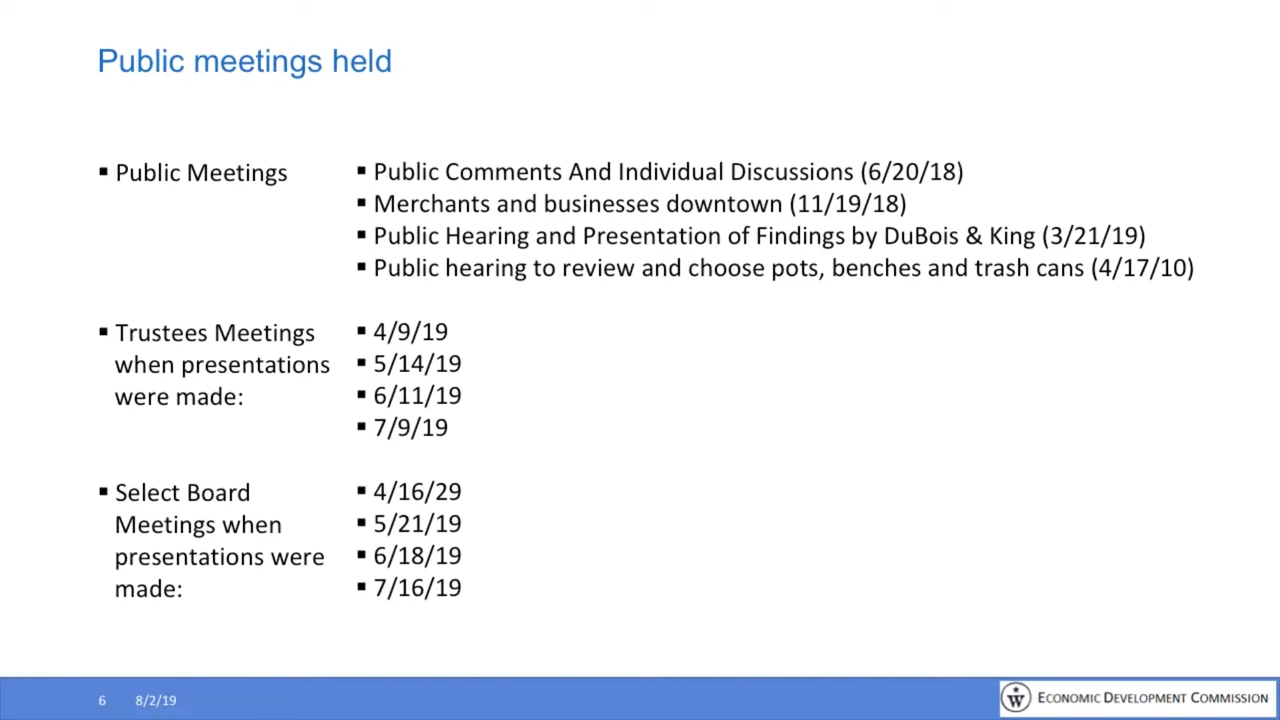 Public meetings held
▪ Public Meetings
▪ Public Comments And Individual Discussions (6/20/18)
▪ Merchants and businesses downtown (11/19/18)
▪ Public Hearing and Presentation of Findings by DuBois & King (3/21/19)
▪ Public hearing to review and choose pots, benches and trash cans (4/17/10)
▪ Trustees Meetings
when presentations
were made:
▪ 4/9/19
▪ 5/14/19
▪ 6/11/19
▪ 7/9/19
▪ Select Board
Meetings when
presentations were
made:
▪ 4/16/29
▪ 5/21/19
▪ 6/18/19
▪ 7/16/19
6 8/2/19
W ECONOMIC DEVELOPMENT COMMISSION